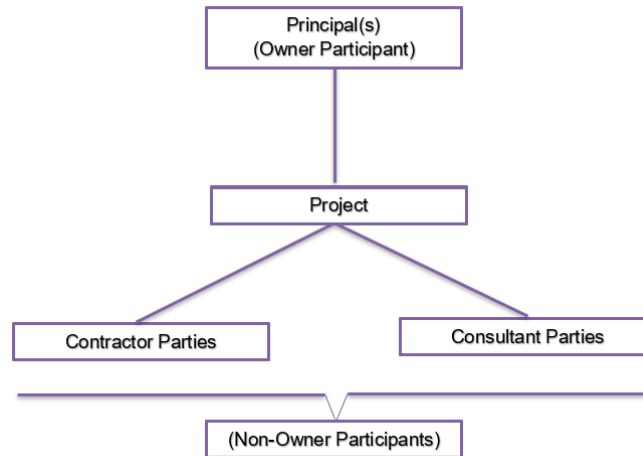 Principal(s)
(Owner Participant)
Project
Contractor Parties
Consultant Parties
(Non-Owner Participants)